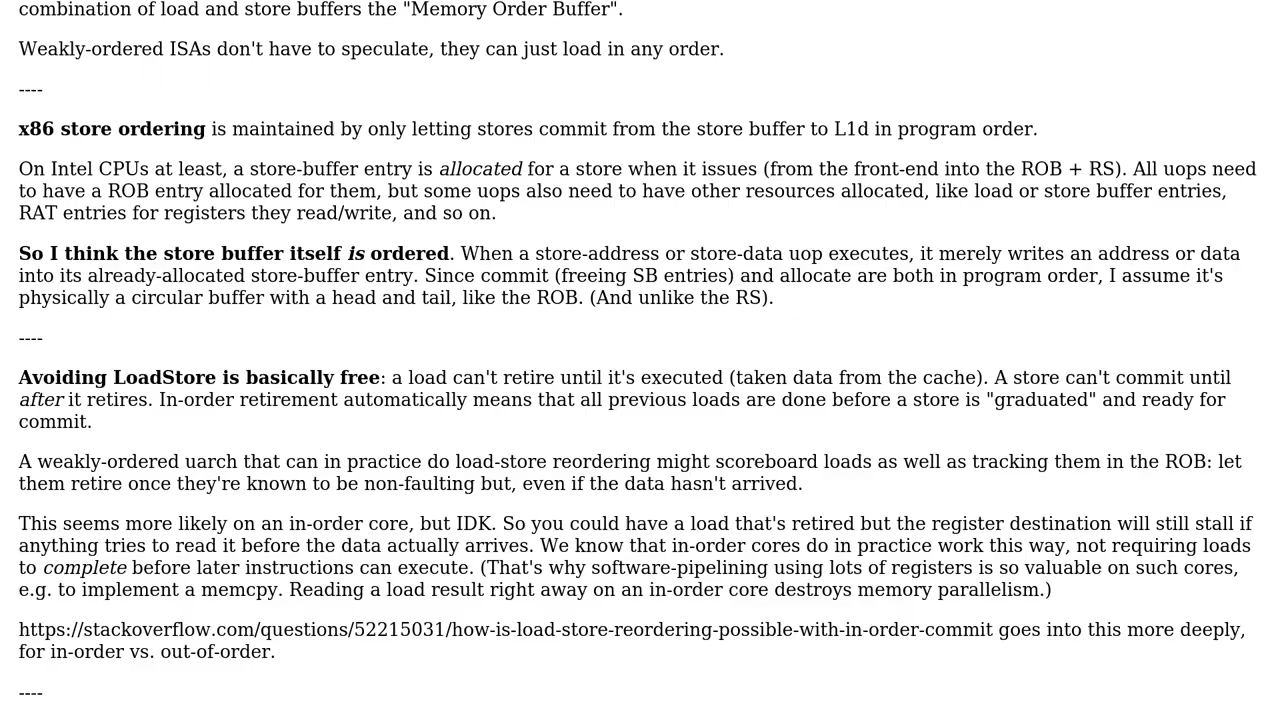 combination of load and store buffers the "Memory Order Buffer".
Weakly-ordered ISAs don't have to speculate, they can just load in any order.
----
x86 store ordering is maintained by only letting stores commit from the store buffer to L1d in program order.
On Intel CPUs at least, a store-buffer entry is allocated for a store when it issues (from the front-end into the ROB + RS). All uops need
to have a ROB entry allocated for them, but some uops also need to have other resources allocated, like load or store buffer entries,
RAT entries for registers they read/write, and so on.
So I think the store buffer itself is ordered. When a store-address or store-data uop executes, it merely writes an address or data
into its already-allocated store-buffer entry. Since commit (freeing SB entries) and allocate are both in program order, I assume it's
physically a circular buffer with a head and tail, like the ROB. (And unlike the RS).
----
Avoiding LoadStore is basically free: a load can't retire until it's executed (taken data from the cache). A store can't commit until
after it retires. In-order retirement automatically means that all previous loads are done before a store is "graduated" and ready for
commit.
A weakly-ordered uarch that can in practice do load-store reordering might scoreboard loads as well as tracking them in the ROB: let
them retire once they're known to be non-faulting but, even if the data hasn't arrived.
This seems more likely on an in-order core, but IDK. So you could have a load that's retired but the register destination will still stall if
anything tries to read it before the data actually arrives. We know that in-order cores do in practice work this way, not requiring loads
to complete before later instructions can execute. (That's why software-pipelining using lots of registers is so valuable on such cores,
e.g. to implement a memcpy. Reading a load result right away on an in-order core destroys memory parallelism.)
https://stackoverflow.com/questions/52215031/how-is-load-store-reordering-possible-with-in-order-commit goes into this more deeply,
for in-order vs. out-of-order.
----